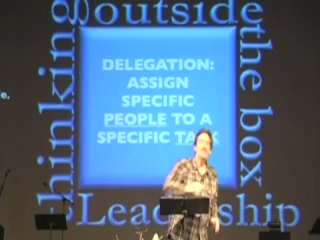 outside
thinking
the box
DELEGATION:
ASSIGN
SPECIFIC
PEOPLE TO A
SPECIFIC TASK
Leadership